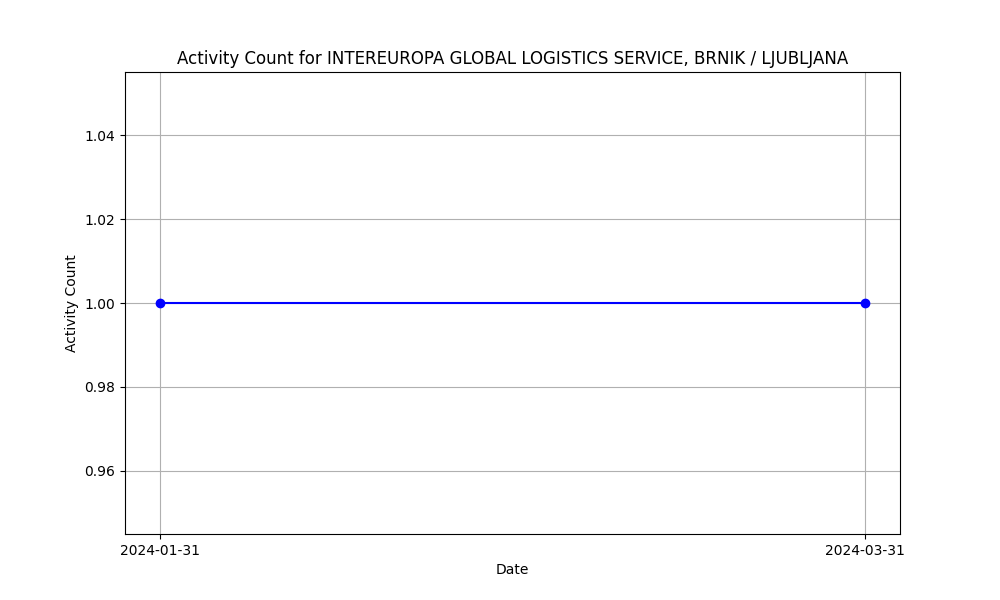 Activity Count for INTEREUROPA GLOBAL LOGISTICS SERVICE, BRNIK / LJUBLJANA
1.04
1.02
1.00
0.98
0.96
Activity Count
2024-01-31
2024-03-31
Date